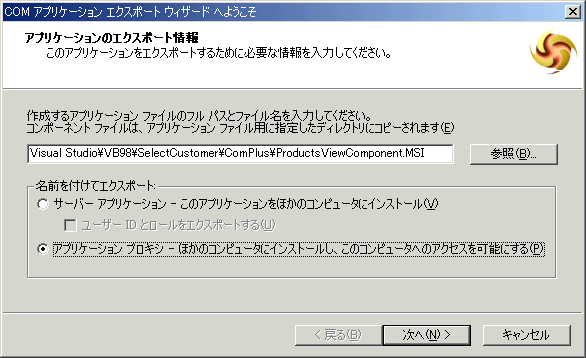 COM アプリケーション エクスポート ウィザード へようこそ
アプリケーションのエクスポート情報
このアプリケーションをエクスポートするために必要な情報を入力してください。
作成するアプリケーション ファイルのフル パスとファイル名を入力してください。
コンポーネント ファイルは、アプリケーション ファイル用に指定したディレクトリにコピーされます(E)
Visual Studio¥VB98¥SelectCustomer¥ComPlus¥ProductsViewComponent.MSI
参照(B)...
名前を付けてエクスポート:
サーバー アプリケーション - このアプリケーションをほかのコンピュータにインストール(V)
ユーザー ID とロールをエクスポートする(U)
アプリケーション プロキシ - ほかのコンピュータにインストールし、このコンピュータへのアクセスを可能にする(P)
< 戻る(B)
次へ(N) >
キャンセル